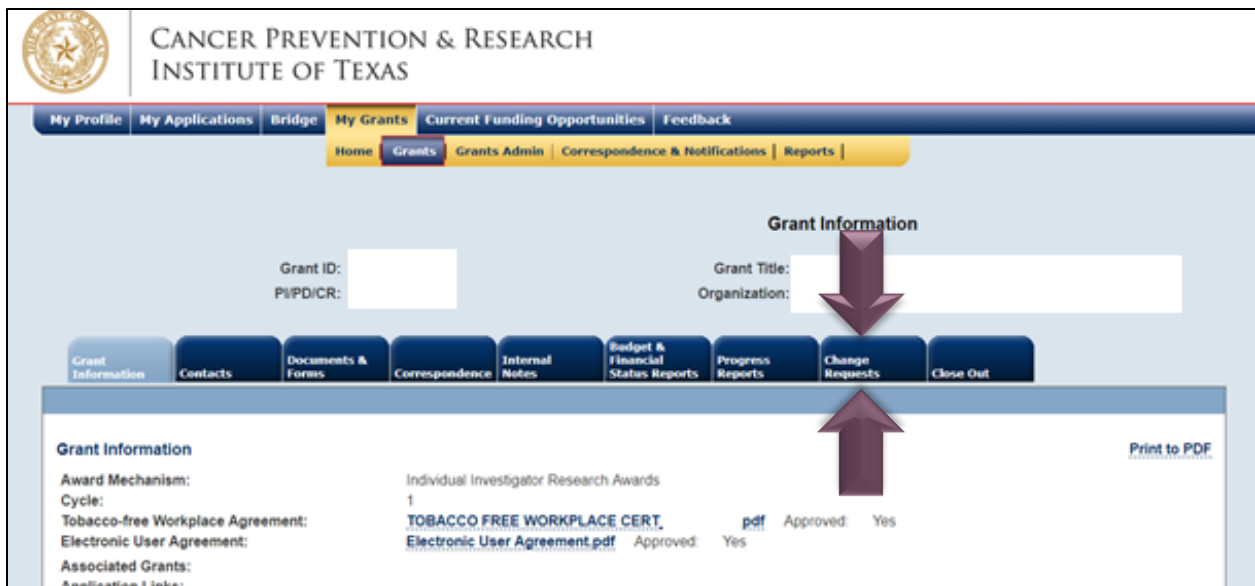 CANCER PREVENTION & RESEARCH
INSTITUTE OF TEXAS
My Profile My Applications Bridge My Grants Current Funding Opportunities Feedback
Home | Grants Grants Admin | Correspondence & Notifications | Reports |
Grant Information
Grant ID: Grant Title:
PI/PD/CR: Organization:
Grant Information Contacts Documents & Forms Correspondence Internal Notes Budget & Financial Status Reports Progress Reports Change Requests Close Out
Grant Information Print to PDF
Award Mechanism: Individual Investigator Research Awards
Cycle: 1
Tobacco-free Workplace Agreement: TOBACCO FREE WORKPLACE CERT. pdf Approved: Yes
Electronic User Agreement: Electronic User Agreement.pdf Approved: Yes
Associated Grants:
Application Links: